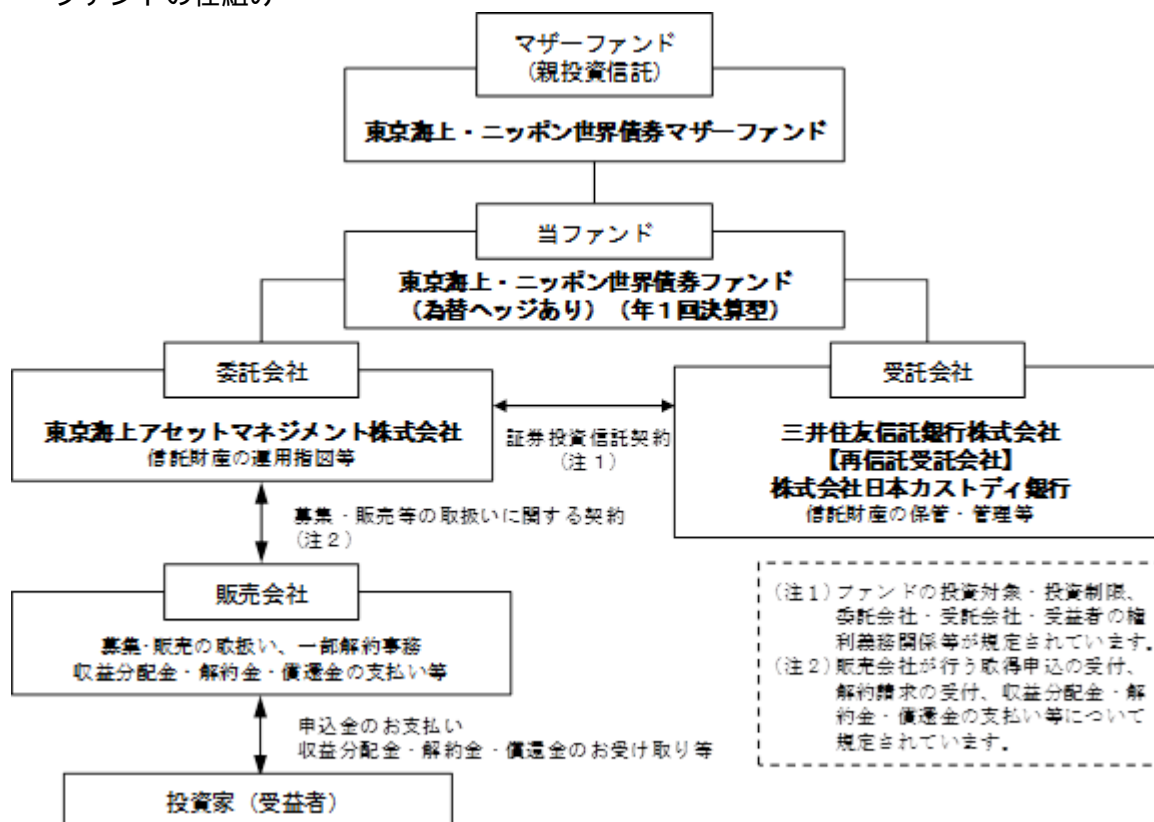 ファンドの仕組み
マザーファンド
（親投資信託）
東京海上・ニッポン世界債券マザーファンド
当ファンド
東京海上・ニッポン世界債券ファンド
（為替ヘッジあり）（年１回決算型）
委託会社
東京海上アセットマネジメント株式会社
信託財産の運用指図等
証券投資信託契約
（注１）
受託会社
三井住友信託銀行株式会社
【再信託受託会社】
株式会社日本カストディ銀行
信託財産の保管・管理等
募集・販売等の取扱いに関する契約
（注２）
販売会社
募集・販売の取扱い、一部解約事務
収益分配金・解約金・償還金の支払い等
（注１）ファンドの投資対象・投資制限、
委託会社・受託会社・受益者の権
利義務関係等が規定されています。
（注２）販売会社が行う取得申込の受付、
解約請求の受付、収益分配金・解
約金・償還金の支払い等について
規定されています。
申込金のお支払い
収益分配金・解約金・償還金のお受け取り等
投資家（受益者）